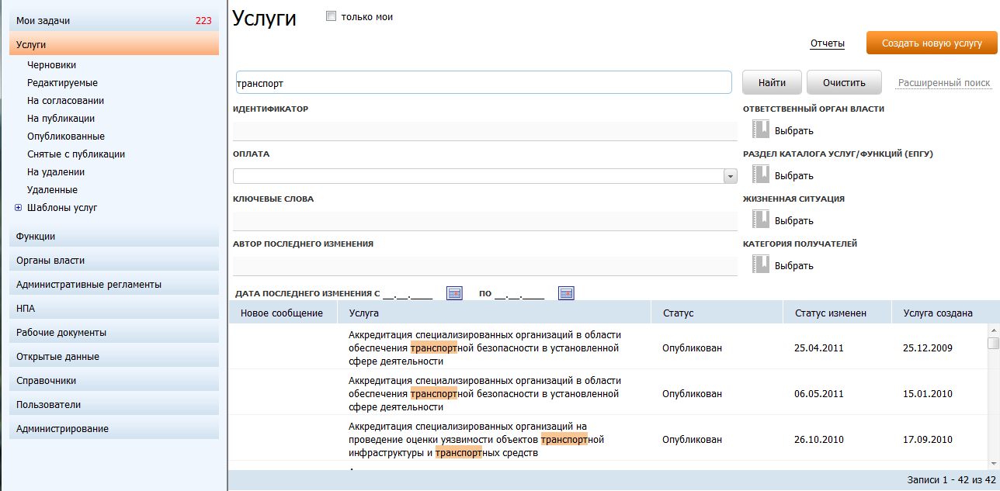 Мои задачи 223
Услуги
Черновики
Редактируемые
На согласовании
На публикации
Опубликованные
Снятые с публикации
На удалении
Удаленные
Шаблоны услуг
Функции
Органы власти
Административные регламенты
НПА
Рабочие документы
Открытые данные
Справочники
Пользователи
Администрирование
Услуги только мои
Отчеты Создать новую услугу
транспорт Найти Очистить Расширенный поиск
ИДЕНТИФИКАТОР ОТВЕТСТВЕННЫЙ ОРГАН ВЛАСТИ
Выбрать
ОПЛАТА РАЗДЕЛ КАТАЛОГА УСЛУГ/ФУНКЦИЙ (ЕПГУ)
Выбрать
КЛЮЧЕВЫЕ СЛОВА ЖИЗНЕННАЯ СИТУАЦИЯ
Выбрать
АВТОР ПОСЛЕДНЕГО ИЗМЕНЕНИЯ КАТЕГОРИЯ ПОЛУЧАТЕЛЕЙ
Выбрать
ДАТА ПОСЛЕДНЕГО ИЗМЕНЕНИЯ С __.__.____ ПО __.__.____
Новое сообщение Услуга Статус Статус изменен Услуга создана
Аккредитация специализированных организаций в области
обеспечения транспортной безопасности в установленной Опубликован 25.04.2011 25.12.2009
сфере деятельности
Аккредитация специализированных организаций в области
обеспечения транспортной безопасности в установленной Опубликован 06.05.2011 15.01.2010
сфере деятельности
Аккредитация специализированных организаций на
проведение оценки уязвимости объектов транспортной Опубликован 26.10.2010 17.09.2010
инфраструктуры и транспортных средств
Записи 1 - 42 из 42